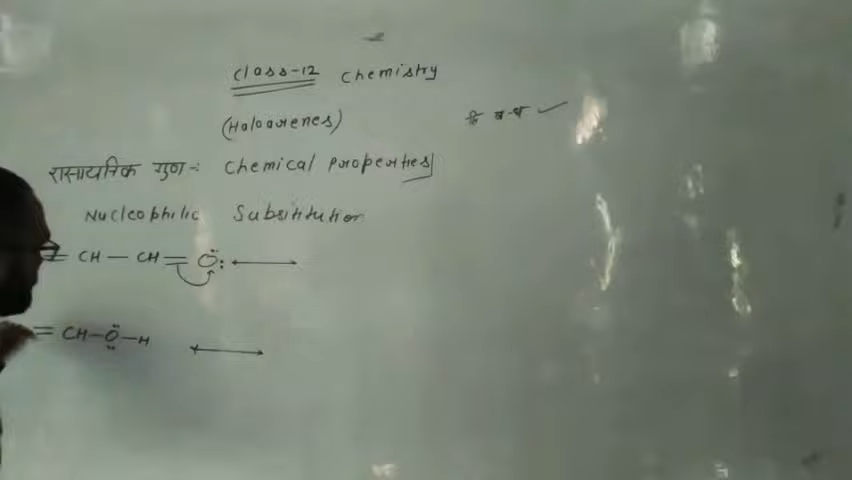 Class-12 Chemistry
(Haloarenes)
रासायनिक गुण -: Chemical Properties
Nucleophilic Substitution
= CH — CH = Ö: ⟷
= CH — Ö — H ⟷